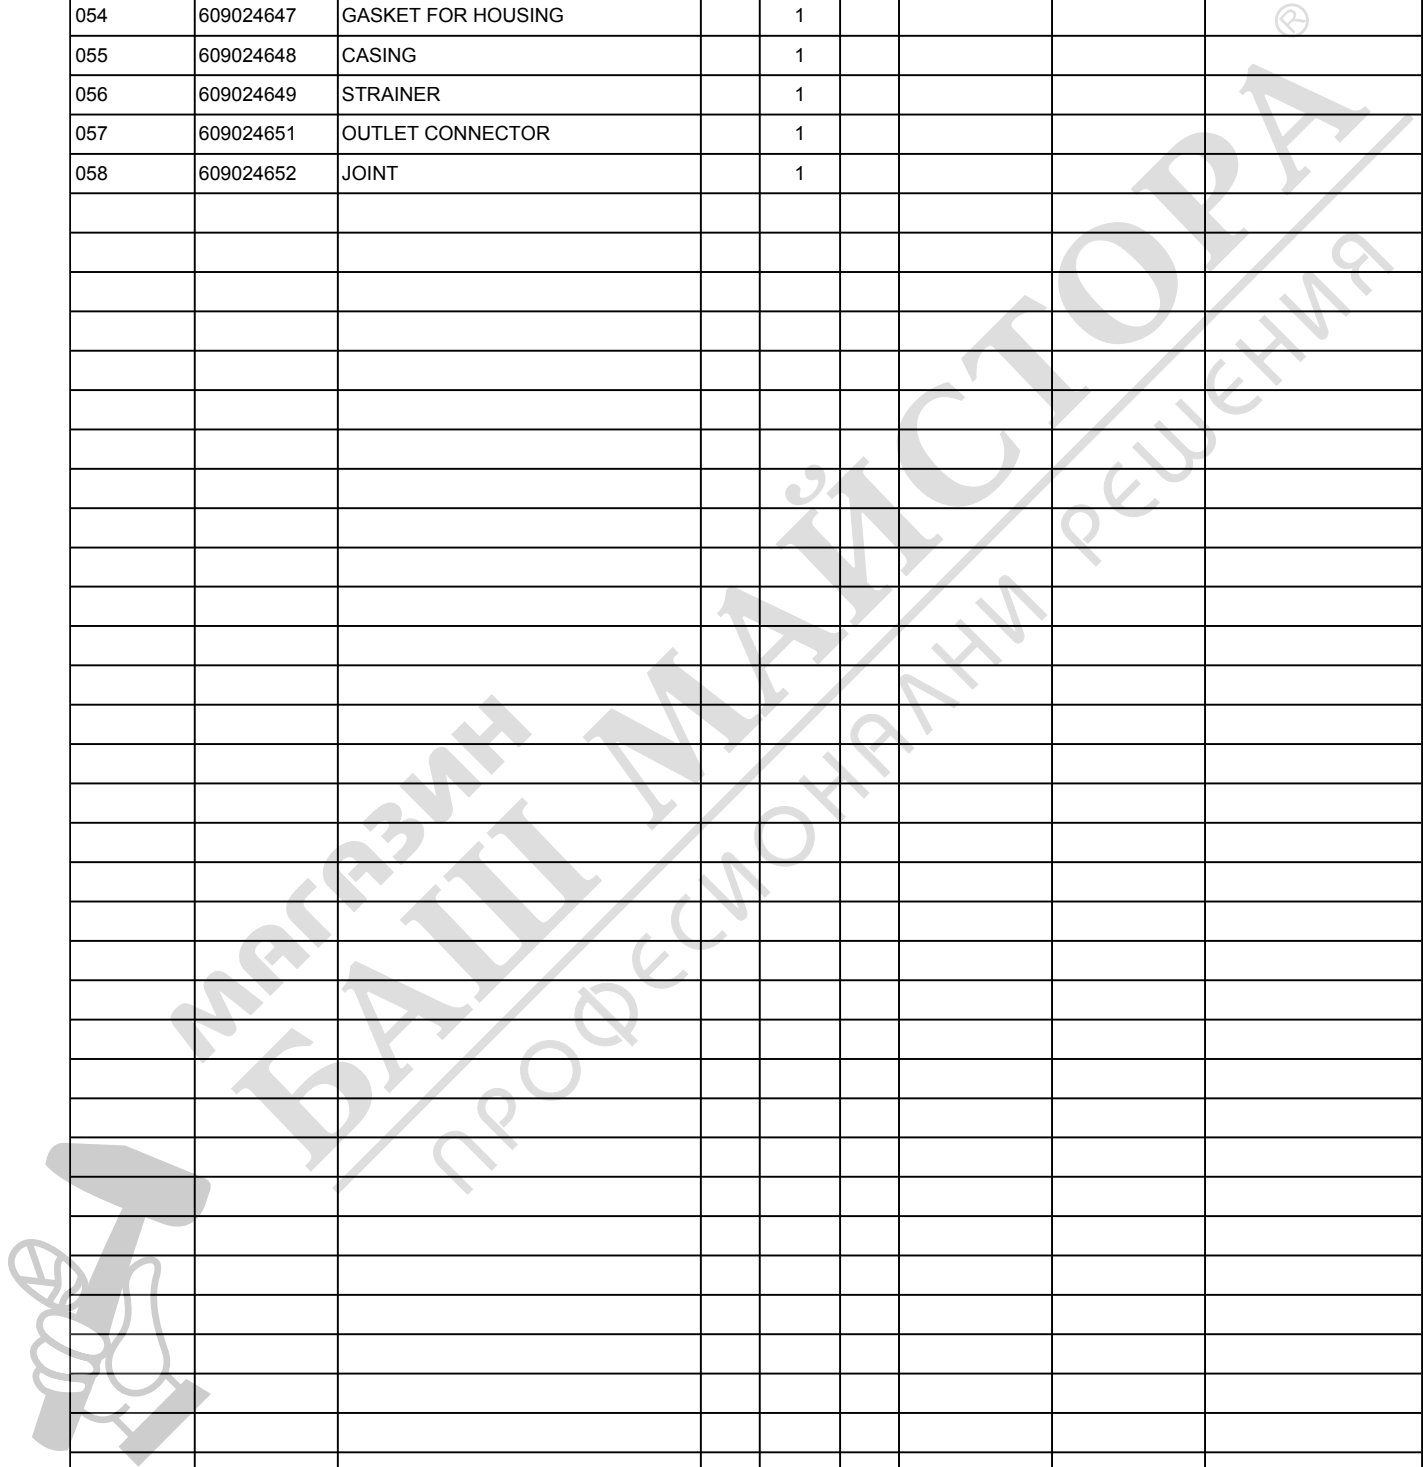 054 609024647 GASKET FOR HOUSING 1
055 609024648 CASING 1
056 609024649 STRAINER 1
057 609024651 OUTLET CONNECTOR 1
058 609024652 JOINT 1
МАГАЗИН
БАШ МАЙСТОРА ®
ПРОФЕСИОНАЛНИ РЕШЕНИЯ